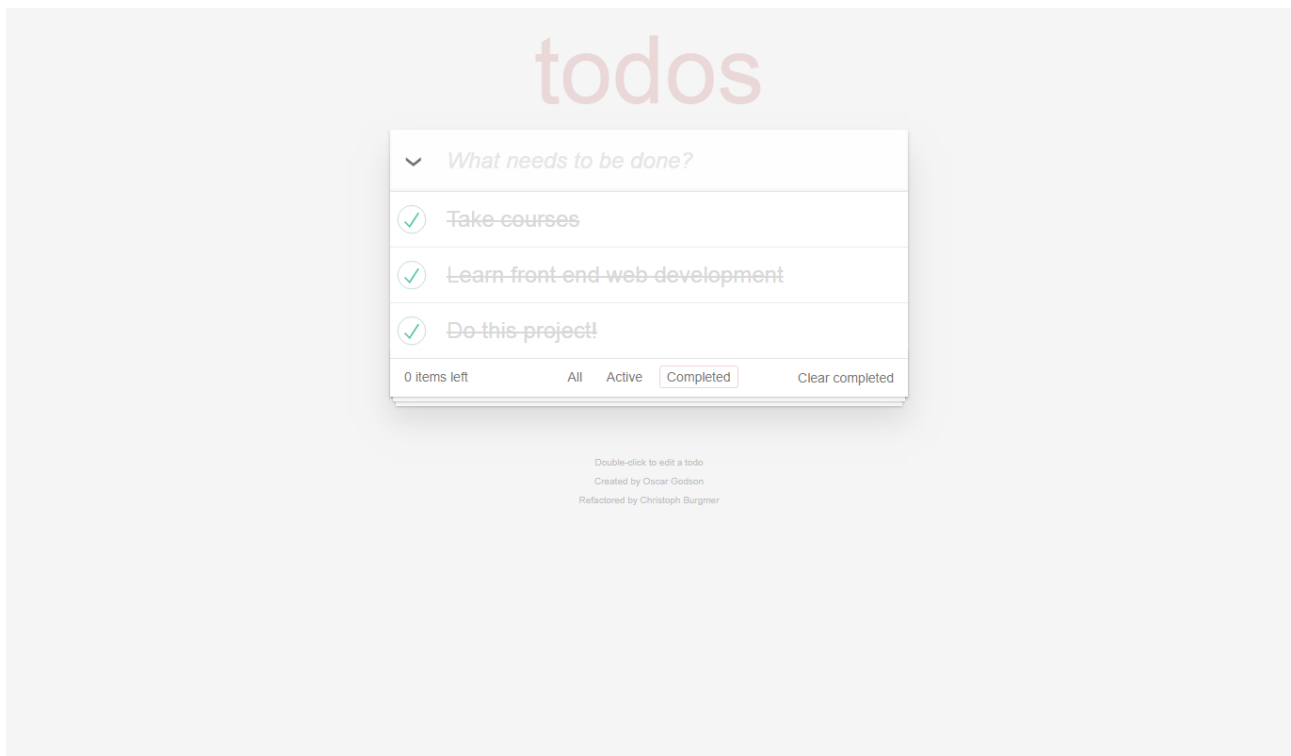 todos
What needs to be done?
Take courses
Learn front end web development
Do this project!
0 items left All Active Completed Clear completed
Double-click to edit a todo
Created by Oscar Godson
Refactored by Christoph Burgmer